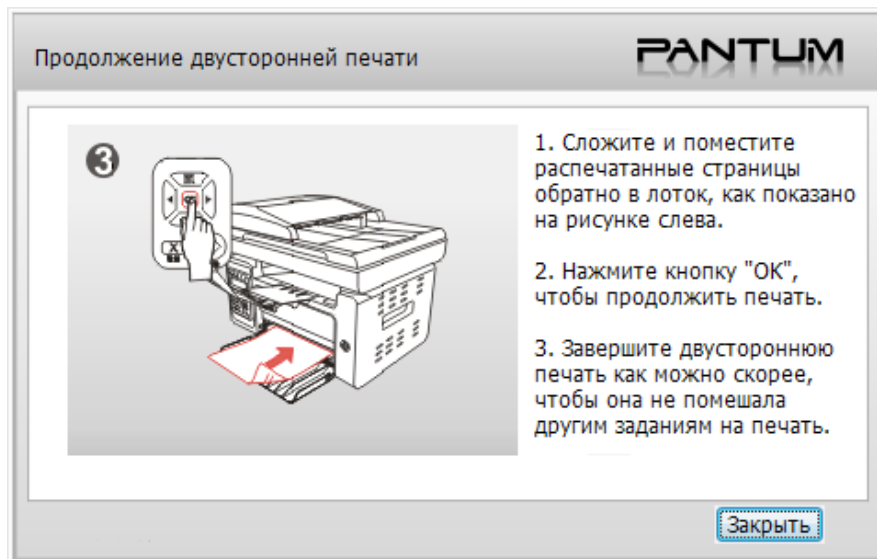 Продолжение двусторонней печати
PANTUM
3
1. Сложите и поместите
распечатанные страницы
обратно в лоток, как показано
на рисунке слева.
2. Нажмите кнопку "ОК",
чтобы продолжить печать.
3. Завершите двустороннюю
печать как можно скорее,
чтобы она не помешала
другим заданиям на печать.
Закрыть